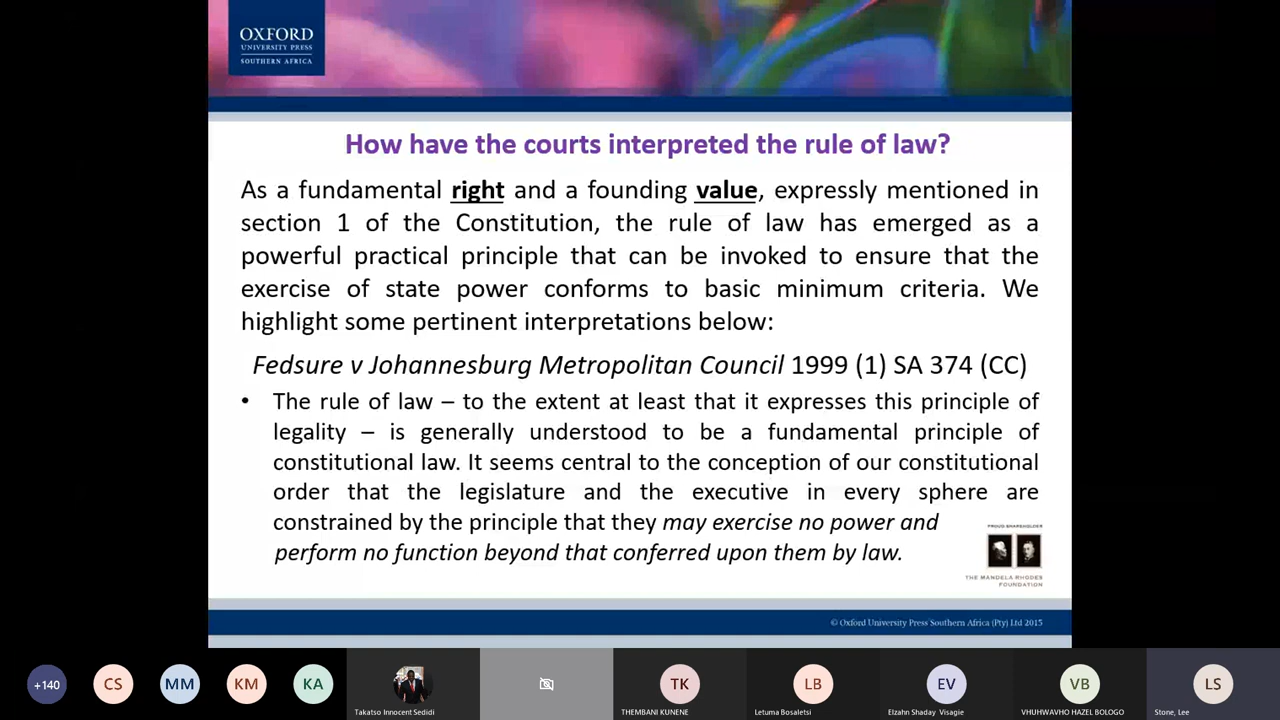 OXFORD
UNIVERSITY PRESS
SOUTHERN AFRICA
How have the courts interpreted the rule of law?
As a fundamental right and a founding value, expressly mentioned in
section 1 of the Constitution, the rule of law has emerged as a
powerful practical principle that can be invoked to ensure that the
exercise of state power conforms to basic minimum criteria. We
highlight some pertinent interpretations below:
Fedsure v Johannesburg Metropolitan Council 1999 (1) SA 374 (CC)
• The rule of law – to the extent at least that it expresses this principle of
legality – is generally understood to be a fundamental principle of
constitutional law. It seems central to the conception of our constitutional
order that the legislature and the executive in every sphere are
constrained by the principle that they may exercise no power and
perform no function beyond that conferred upon them by law.
PROUD SHAREHOLDER
THE MANDELA RHODES
FOUNDATION
© Oxford University Press Southern Africa (Pty) Ltd 2015
+140 CS MM KM KA TK LB EV VB LS
Takatso Innocent Sedidi THEMBANI KUNENE Letuma Bosaletsi Elzahn Shaday Visagie VHUHWAVHO HAZEL BOLOGO Stone, Lee